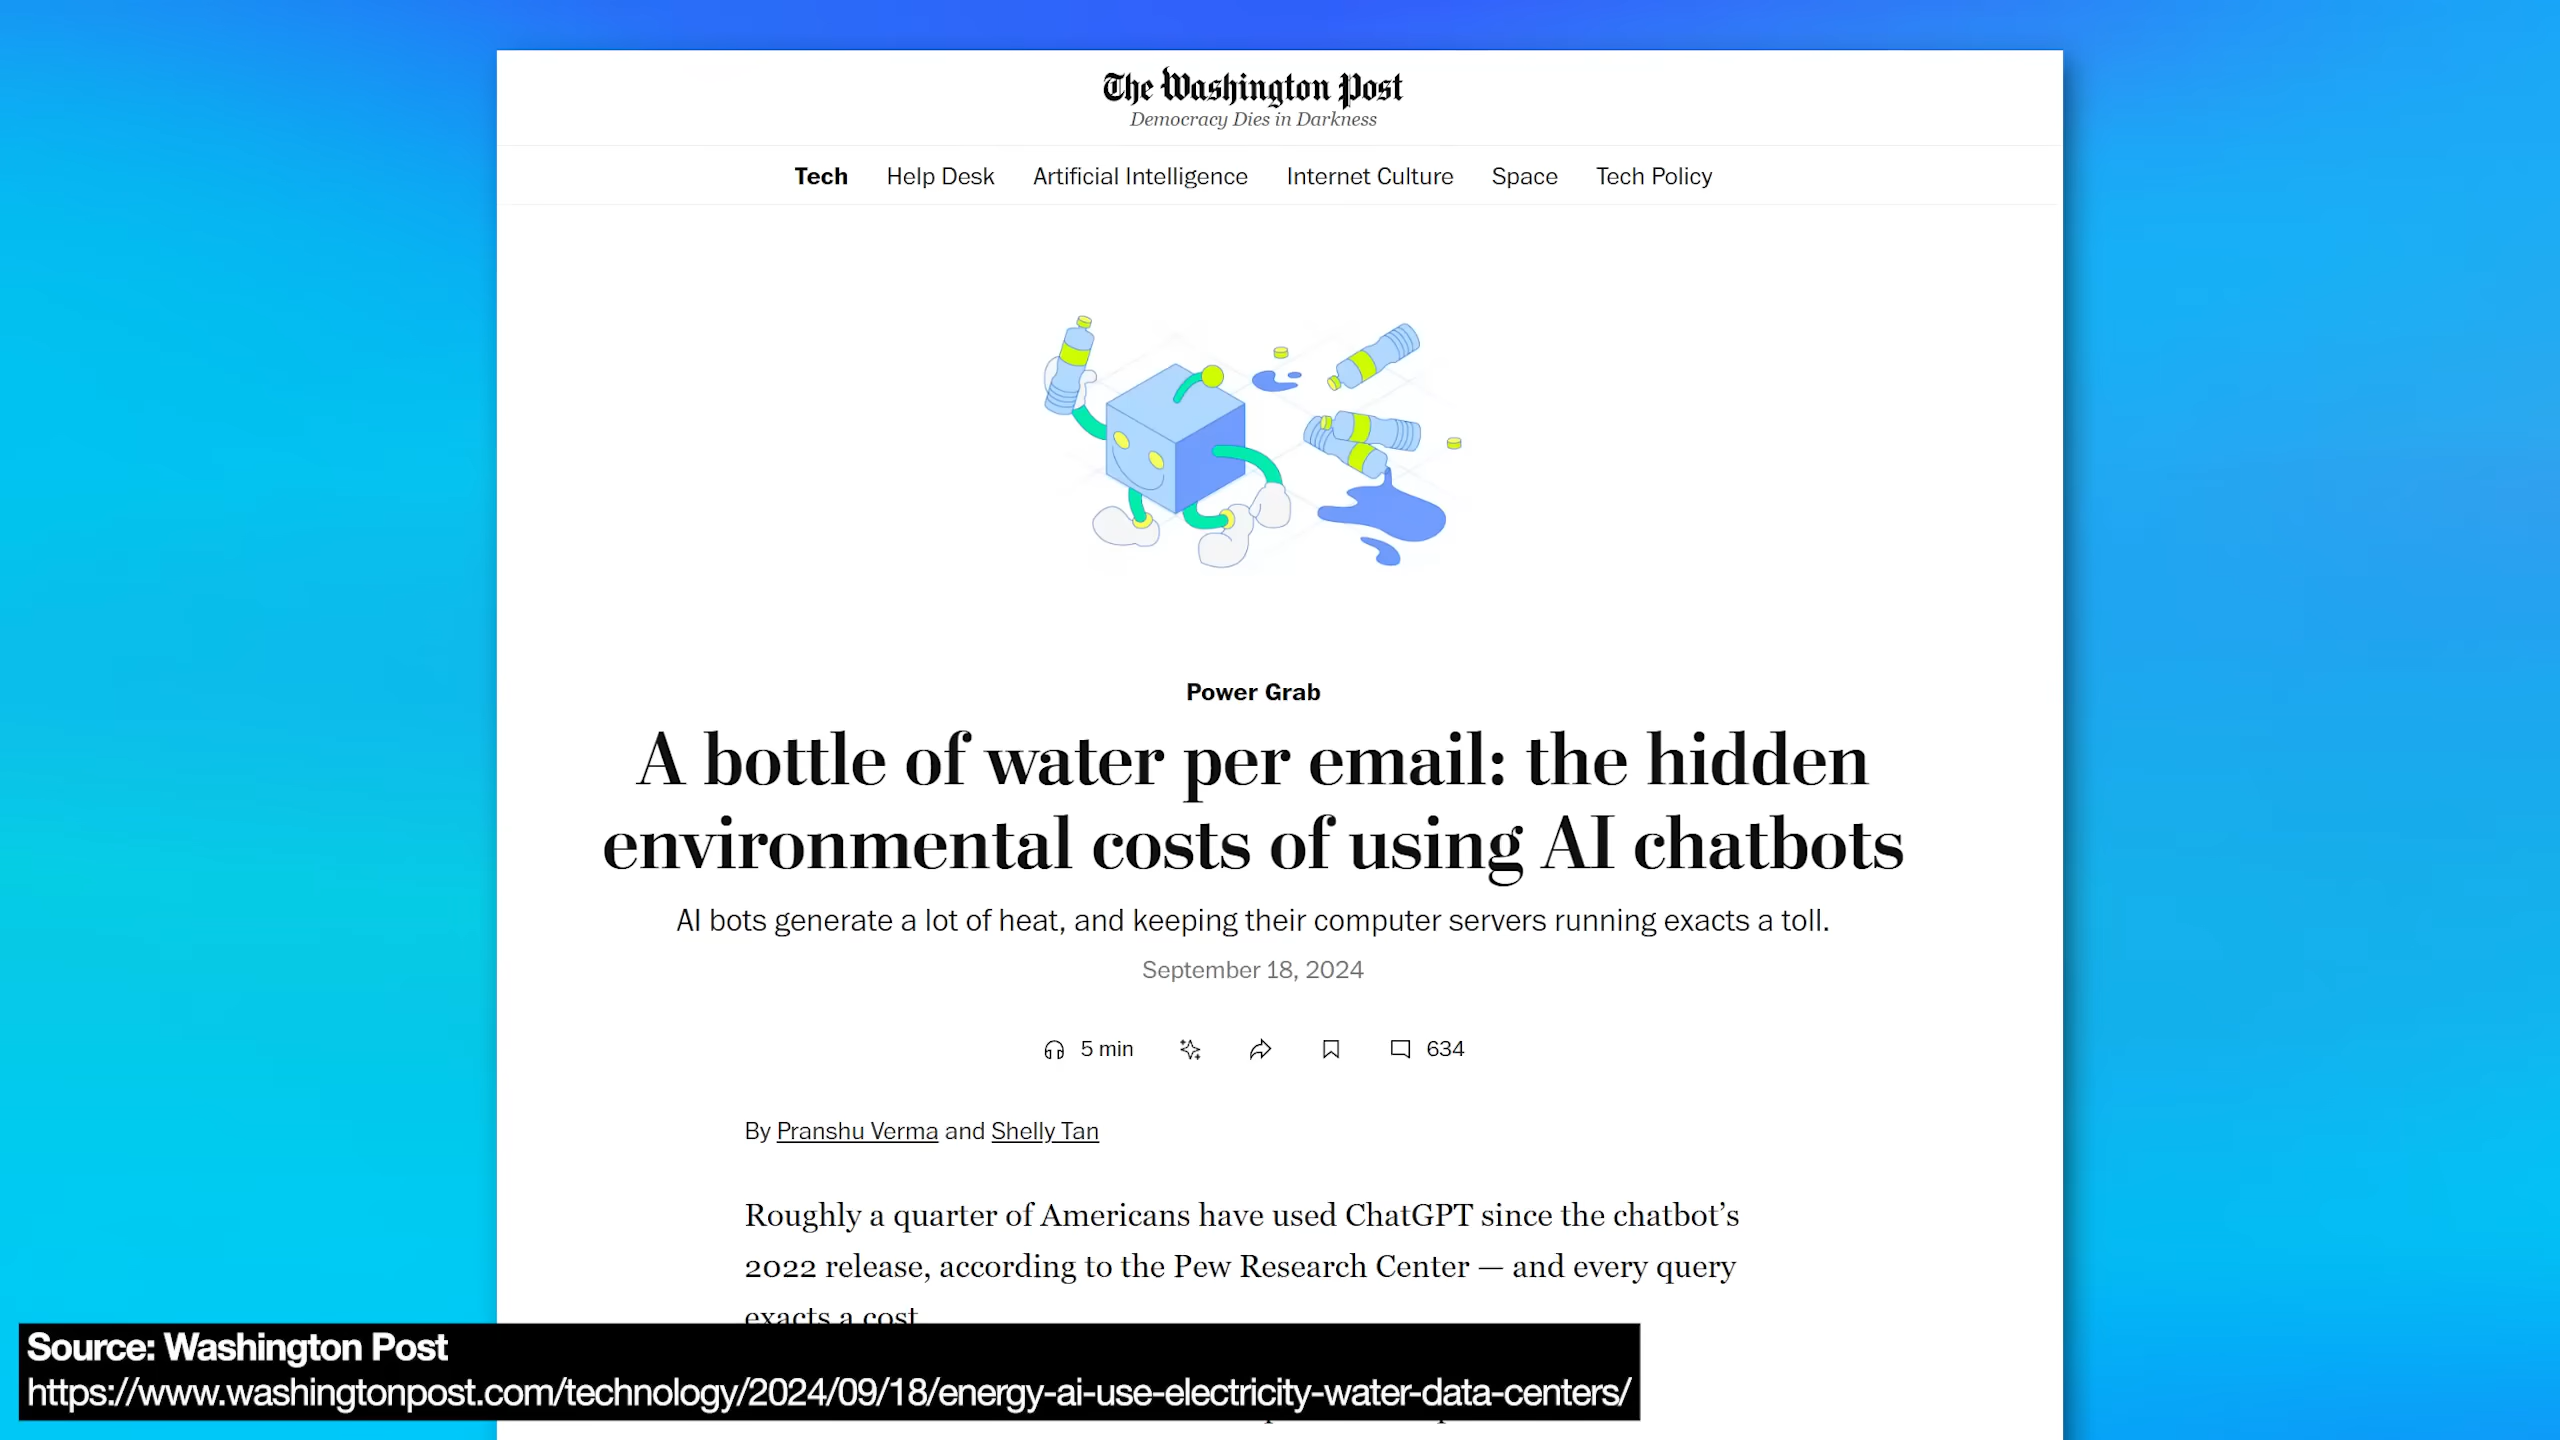 The Washington Post
Democracy Dies in Darkness
Tech Help Desk Artificial Intelligence Internet Culture Space Tech Policy
Power Grab
A bottle of water per email: the hidden
environmental costs of using AI chatbots
AI bots generate a lot of heat, and keeping their computer servers running exacts a toll.
September 18, 2024
5 min 634
By Pranshu Verma and Shelly Tan
Roughly a quarter of Americans have used ChatGPT since the chatbot’s
2022 release, according to the Pew Research Center — and every query
exacts a cost
Source: Washington Post
https://www.washingtonpost.com/technology/2024/09/18/energy-ai-use-electricity-water-data-centers/